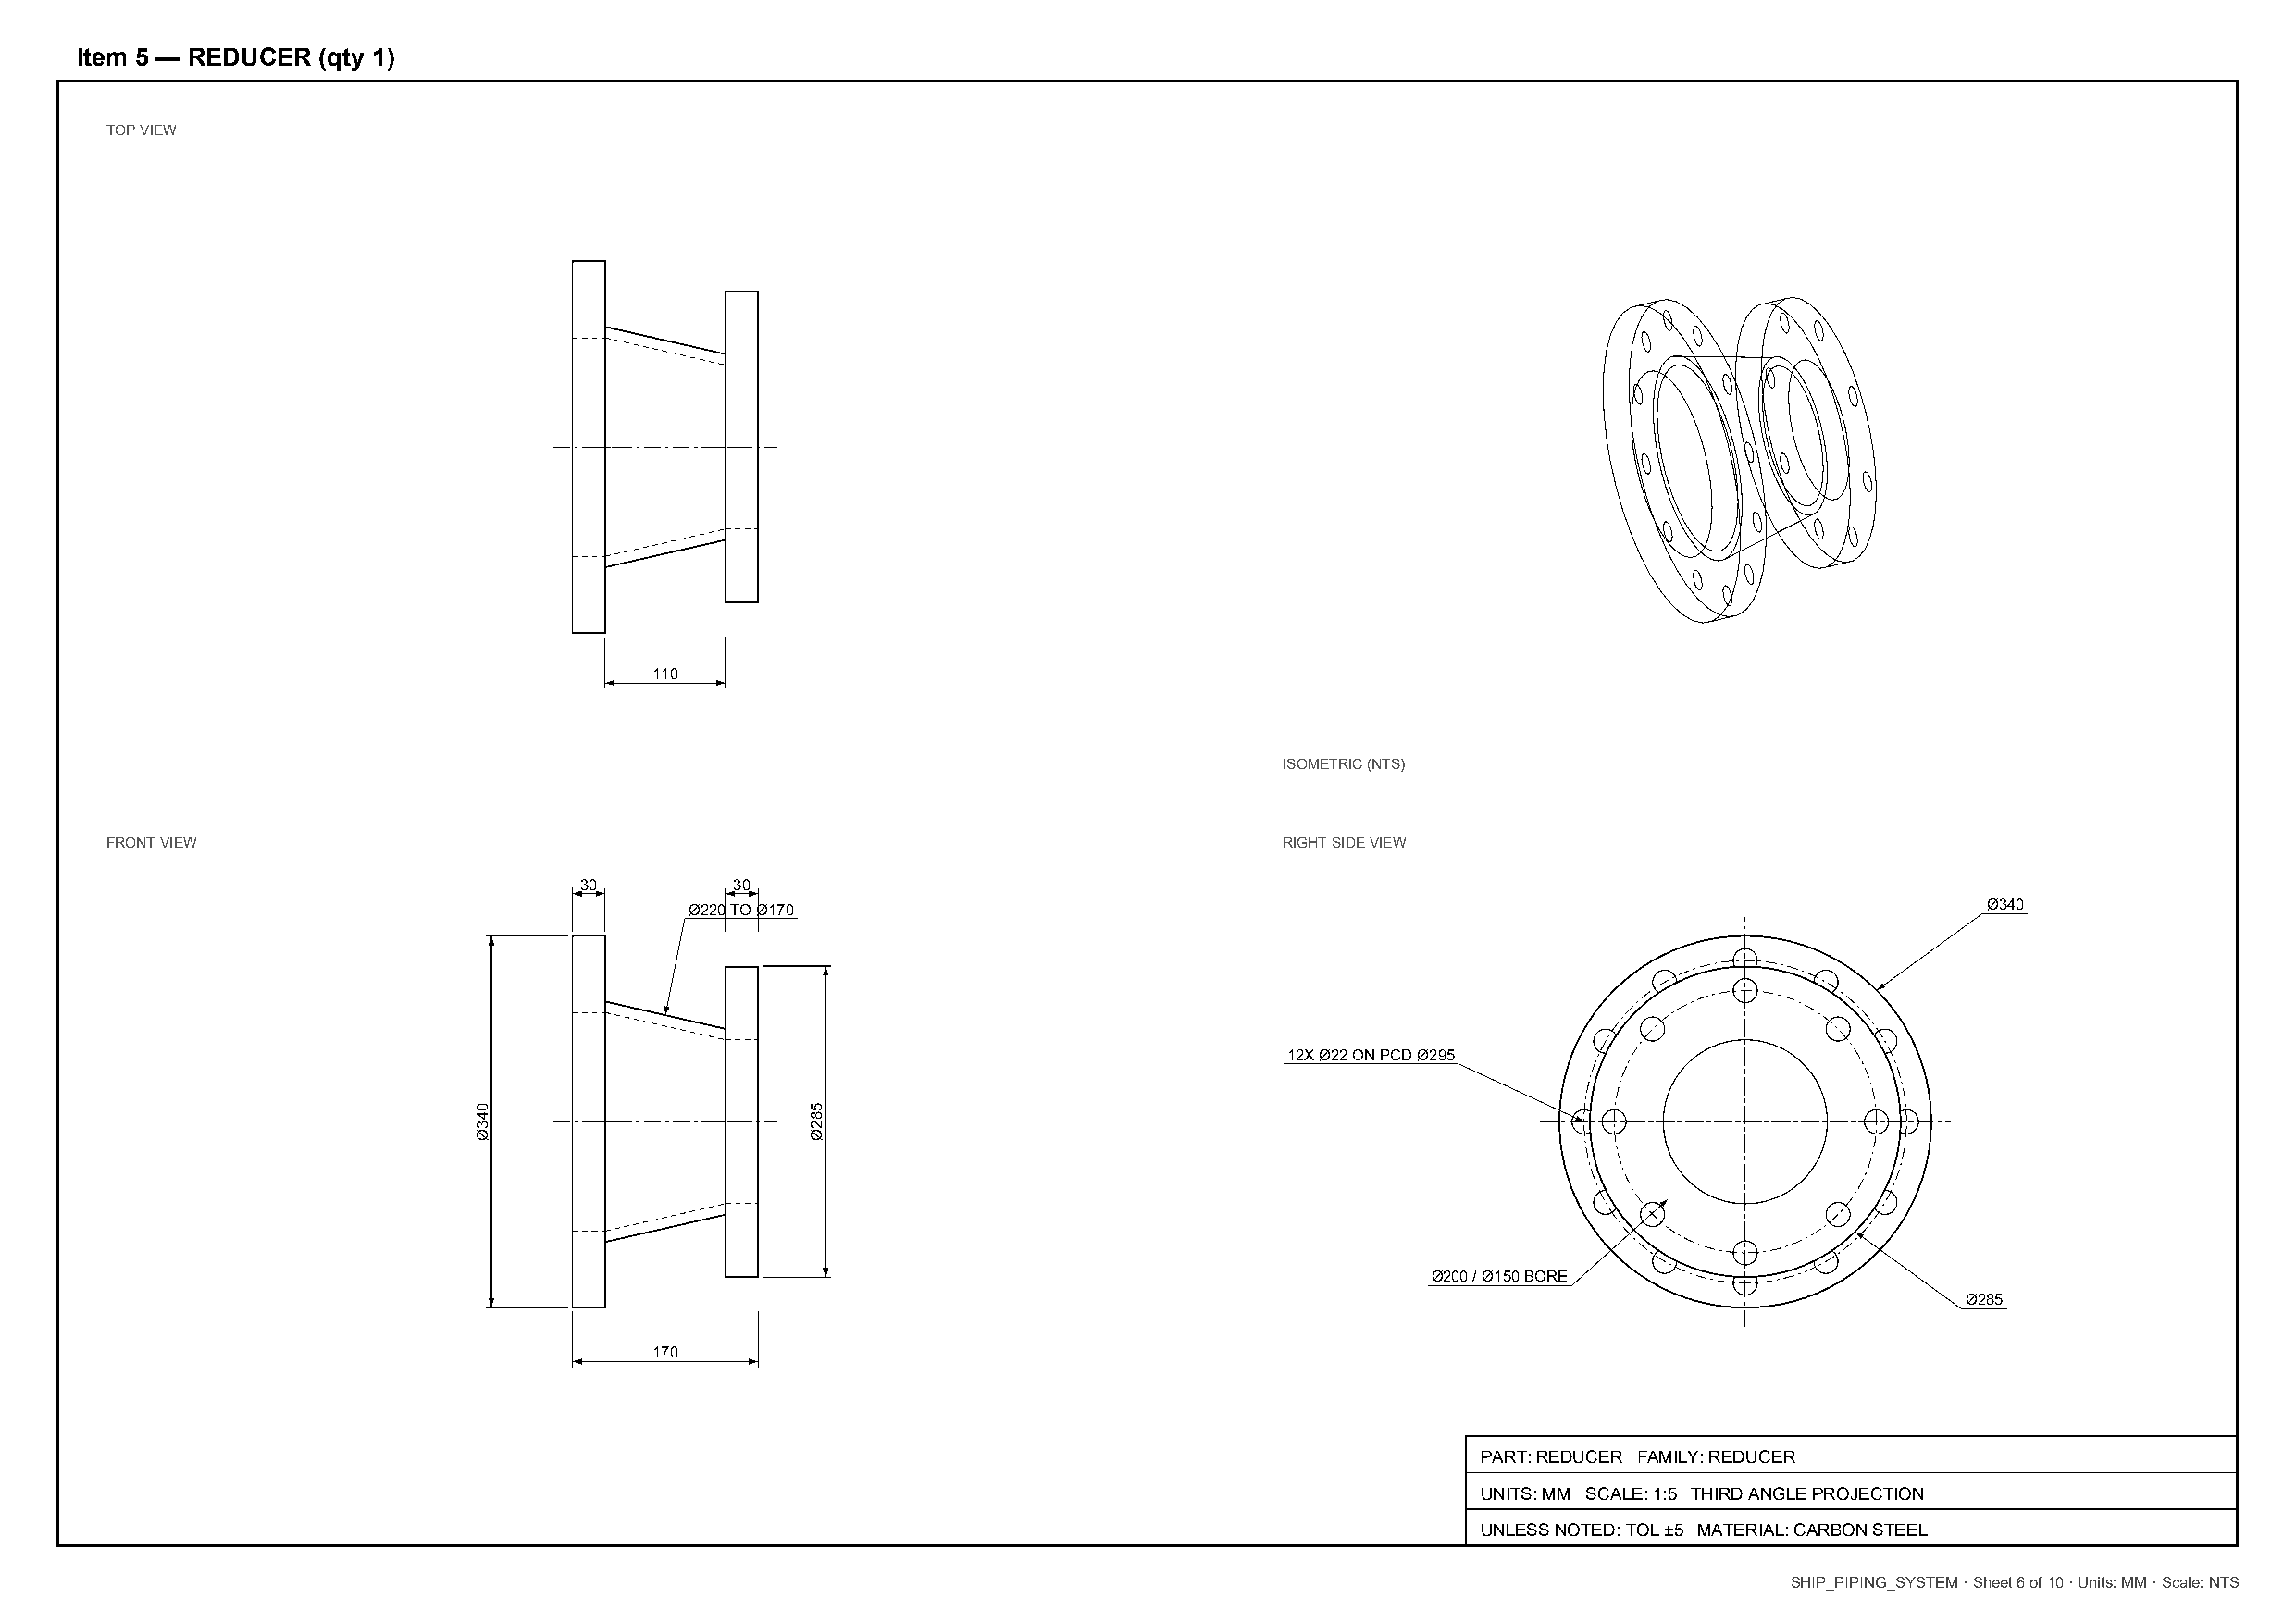 Item 5 — REDUCER (qty 1)
TOP VIEW
110
ISOMETRIC (NTS)
FRONT VIEW
RIGHT SIDE VIEW
30
30
Ø220 TO Ø170
Ø340
Ø340
Ø285
12X Ø22 ON PCD Ø295
Ø200 / Ø150 BORE
Ø285
170
PART: REDUCER FAMILY: REDUCER
UNITS: MM SCALE: 1:5 THIRD ANGLE PROJECTION
UNLESS NOTED: TOL ±5 MATERIAL: CARBON STEEL
SHIP_PIPING_SYSTEM · Sheet 6 of 10 · Units: MM · Scale: NTS